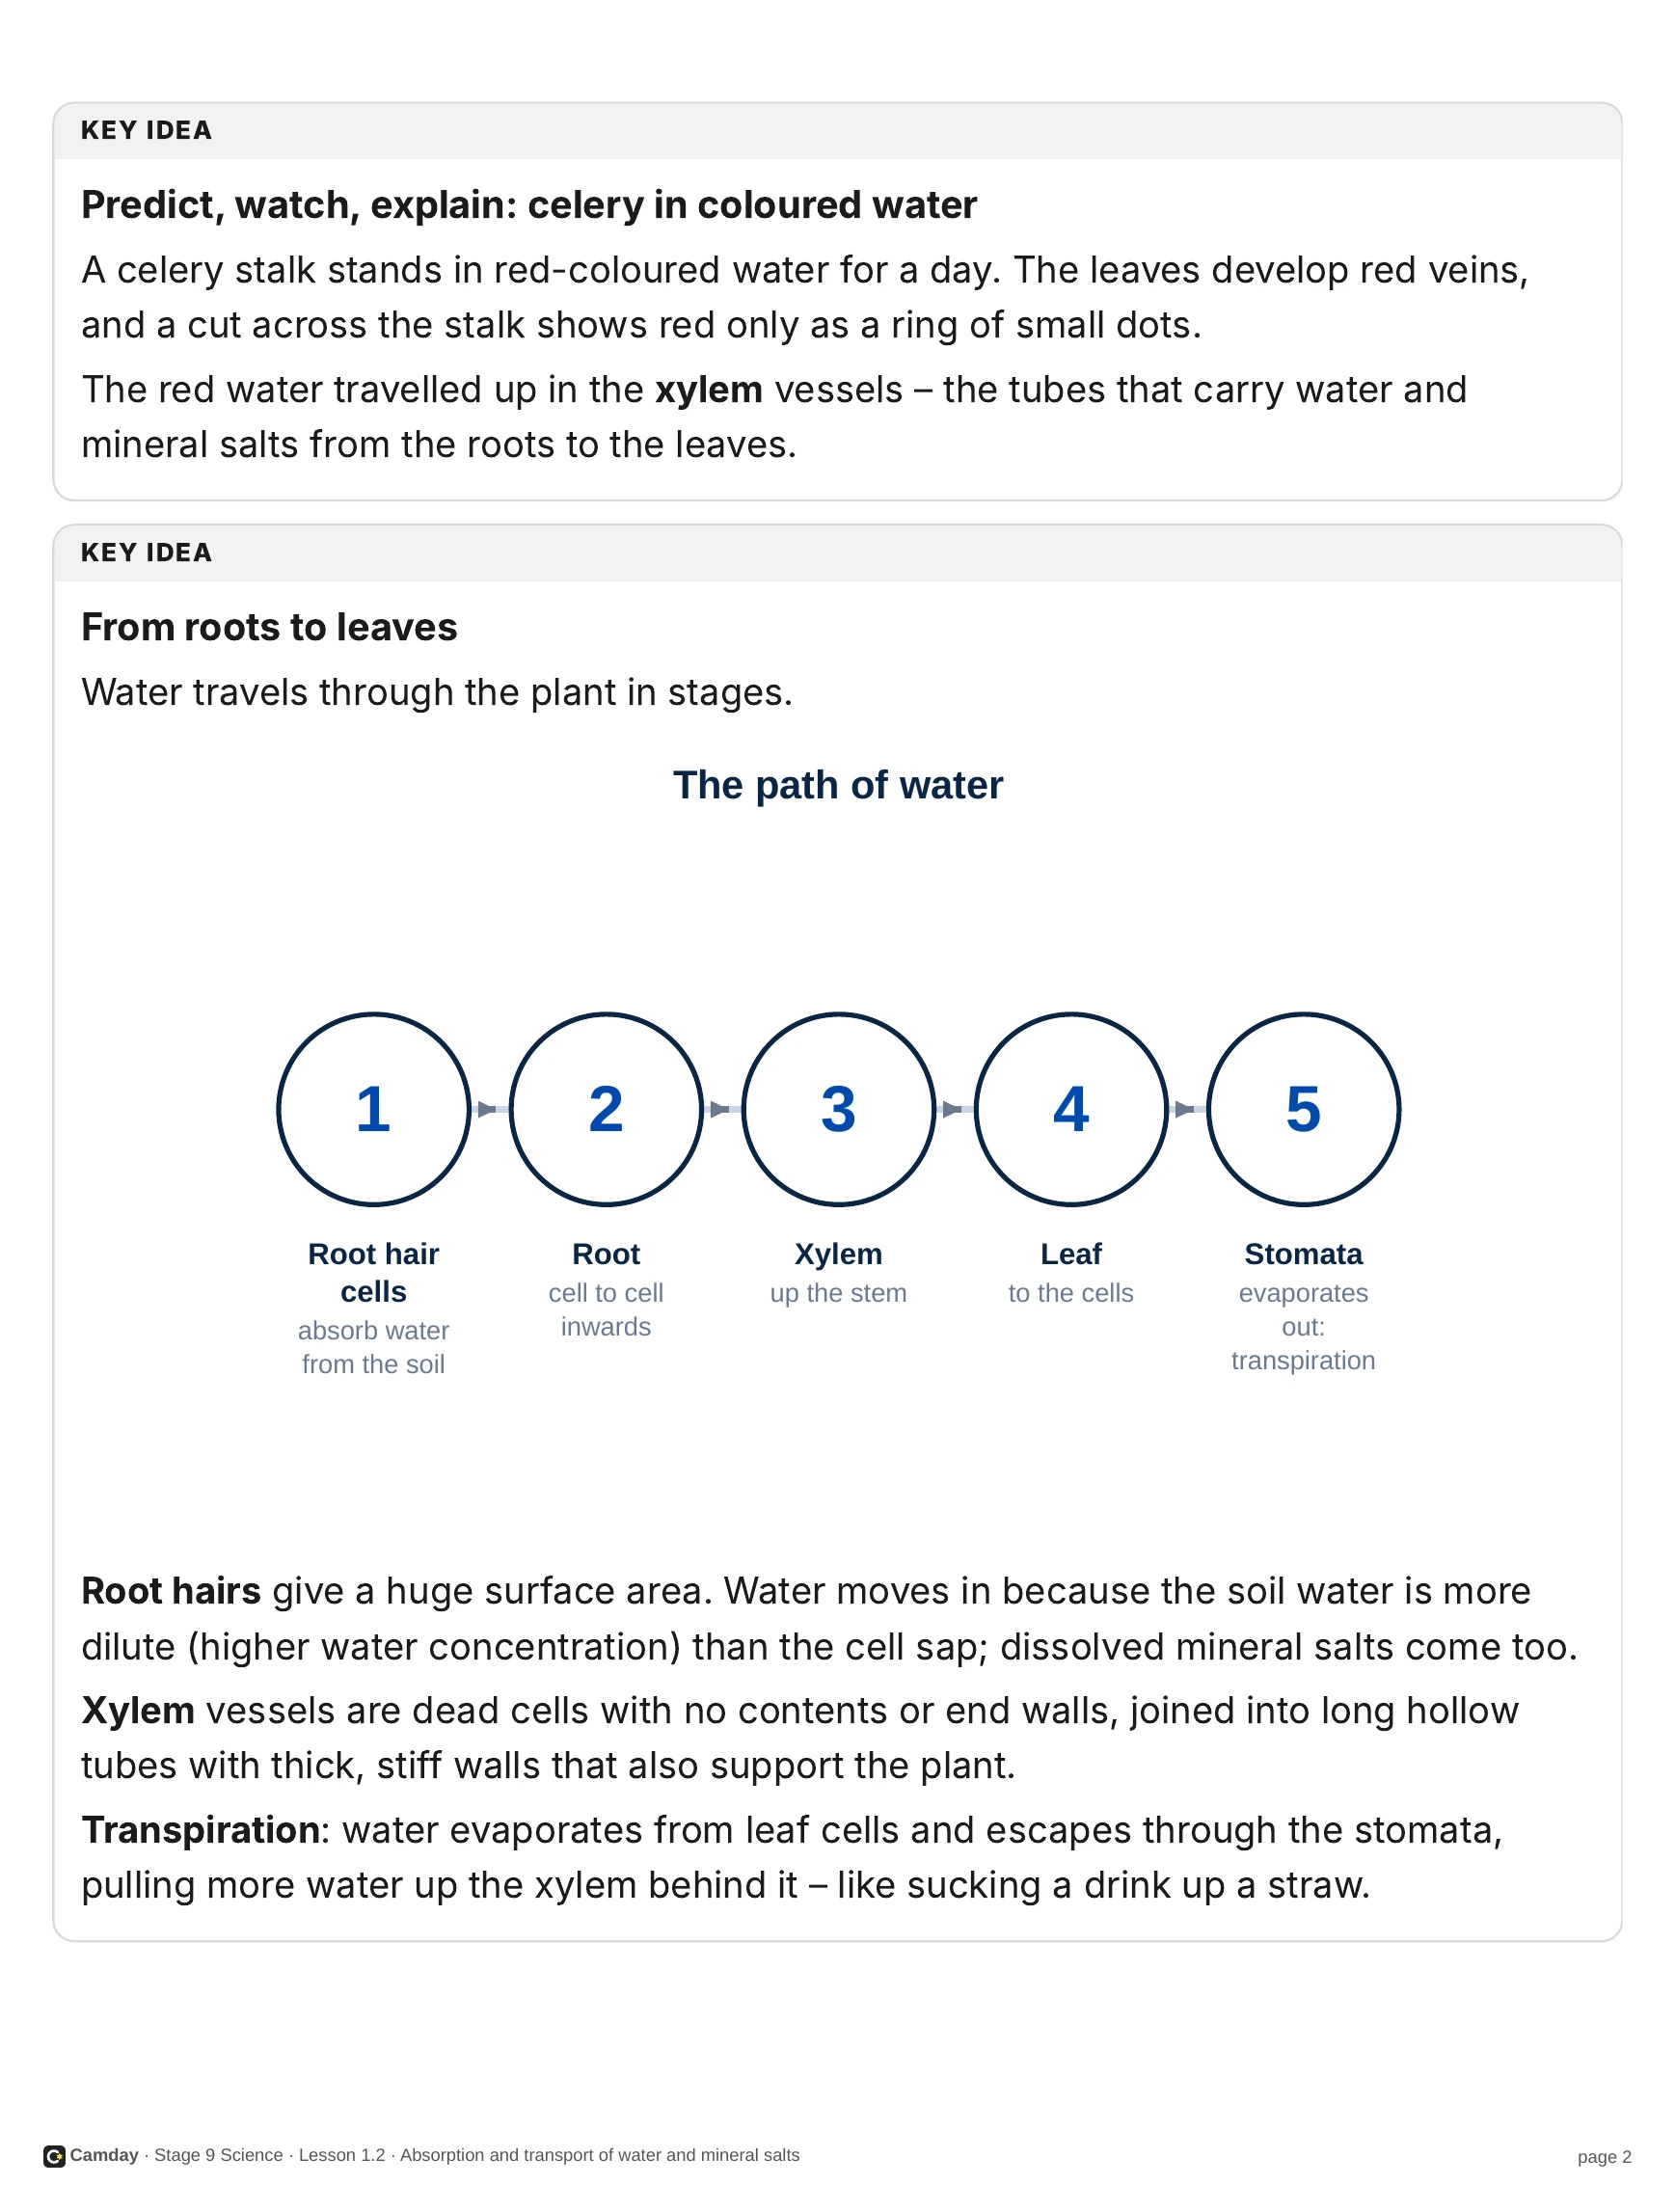 KEY IDEA
Predict, watch, explain: celery in coloured water
A celery stalk stands in red-coloured water for a day. The leaves develop red veins,
and a cut across the stalk shows red only as a ring of small dots.
The red water travelled up in the xylem vessels – the tubes that carry water and
mineral salts from the roots to the leaves.
KEY IDEA
From roots to leaves
Water travels through the plant in stages.
The path of water
1 2 3 4 5
Root hair
cells
absorb water
from the soil
Root
cell to cell
inwards
Xylem
up the stem
Leaf
to the cells
Stomata
evaporates
out:
transpiration
Root hairs give a huge surface area. Water moves in because the soil water is more
dilute (higher water concentration) than the cell sap; dissolved mineral salts come too.
Xylem vessels are dead cells with no contents or end walls, joined into long hollow
tubes with thick, stiff walls that also support the plant.
Transpiration: water evaporates from leaf cells and escapes through the stomata,
pulling more water up the xylem behind it – like sucking a drink up a straw.
Camday · Stage 9 Science · Lesson 1.2 · Absorption and transport of water and mineral salts
page 2